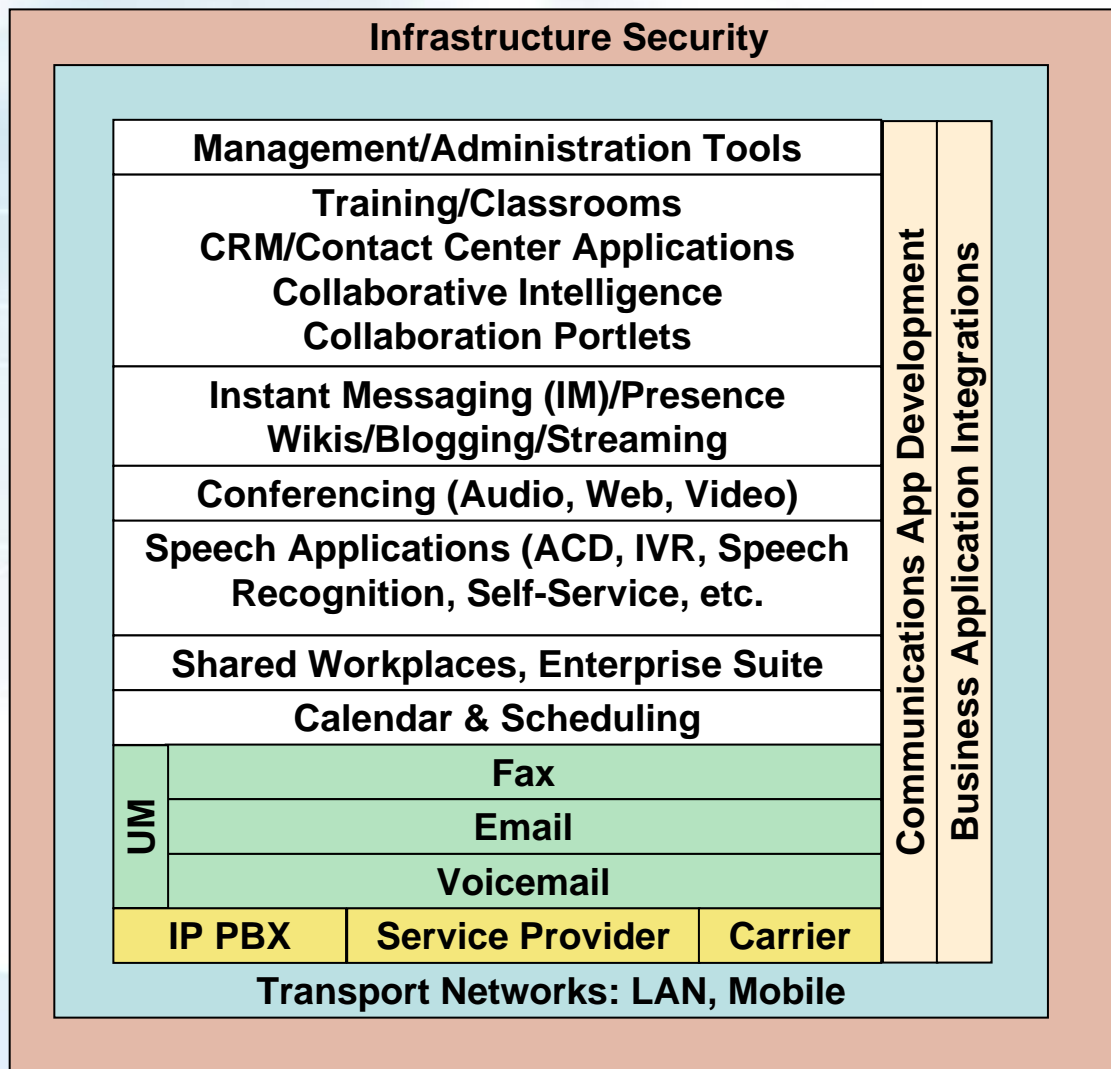 Infrastructure Security
Management/Administration Tools
Training/Classrooms
CRM/Contact Center Applications
Collaborative Intelligence
Collaboration Portlets
Instant Messaging (IM)/Presence
Wikis/Blogging/Streaming
Conferencing (Audio, Web, Video)
Speech Applications (ACD, IVR, Speech
Recognition, Self-Service, etc.
Shared Workplaces, Enterprise Suite
Calendar & Scheduling
UM
Fax
Email
Voicemail
IP PBX
Service Provider
Carrier
Communications App Development
Business Application Integrations
Transport Networks: LAN, Mobile